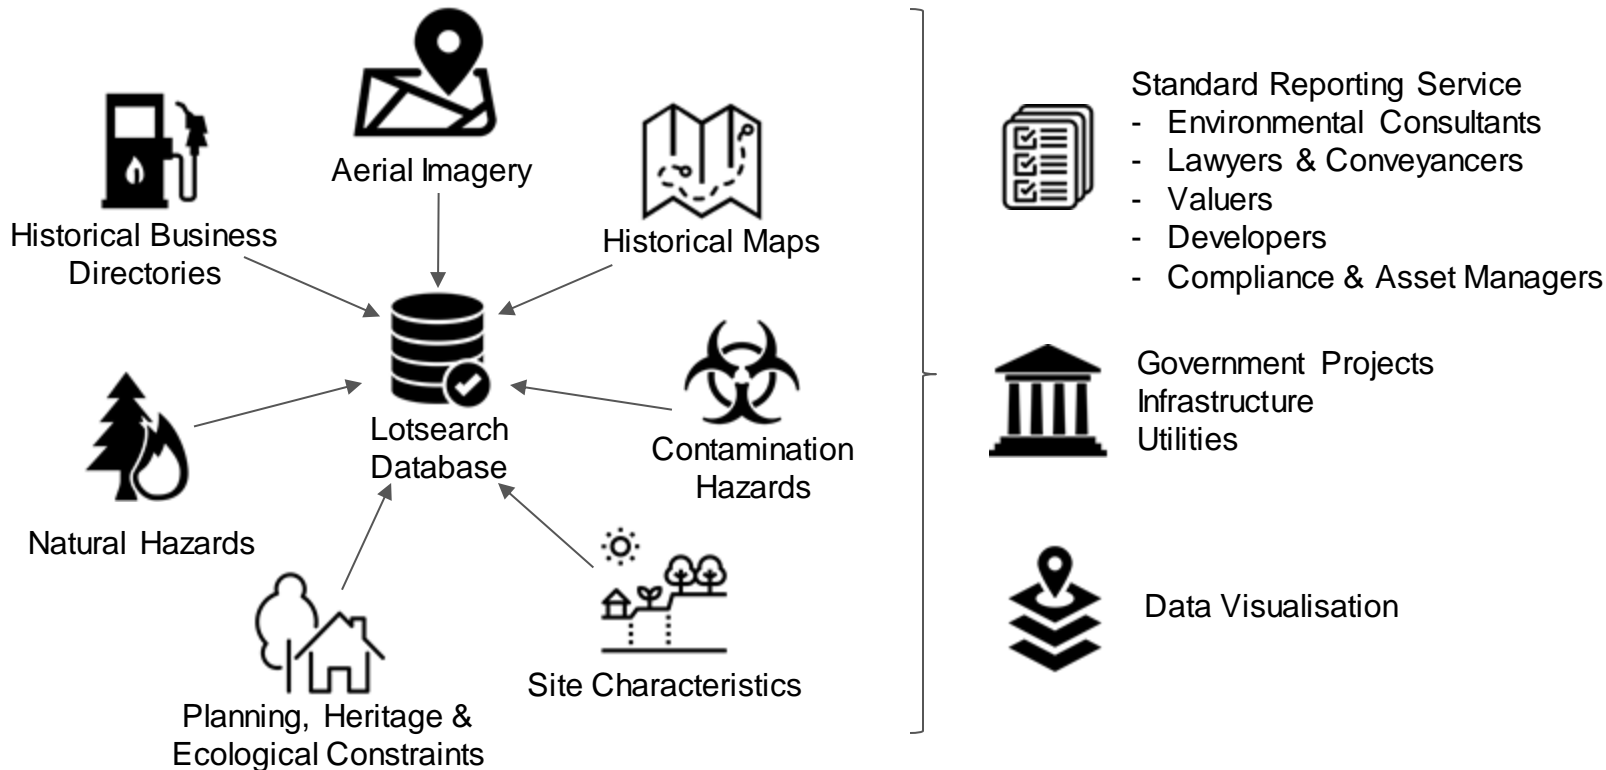 Aerial Imagery
Historical Business
Directories
Historical Maps
Lotsearch
Database
Contamination
Hazards
Natural Hazards
Site Characteristics
Planning, Heritage &
Ecological Constraints
Standard Reporting Service
- Environmental Consultants
- Lawyers & Conveyancers
- Valuers
- Developers
- Compliance & Asset Managers
Government Projects
Infrastructure
Utilities
Data Visualisation